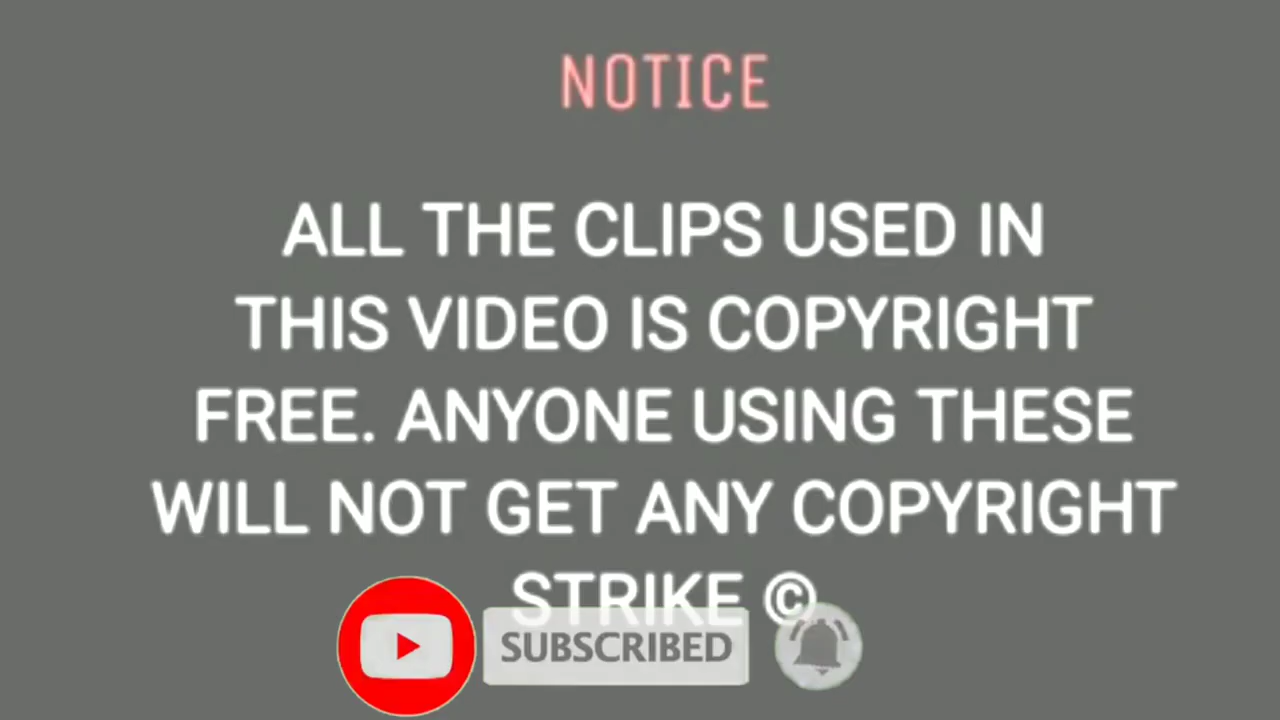 NOTICE
ALL THE CLIPS USED IN
THIS VIDEO IS COPYRIGHT
FREE. ANYONE USING THESE
WILL NOT GET ANY COPYRIGHT
STRIKE ©
SUBSCRIBED